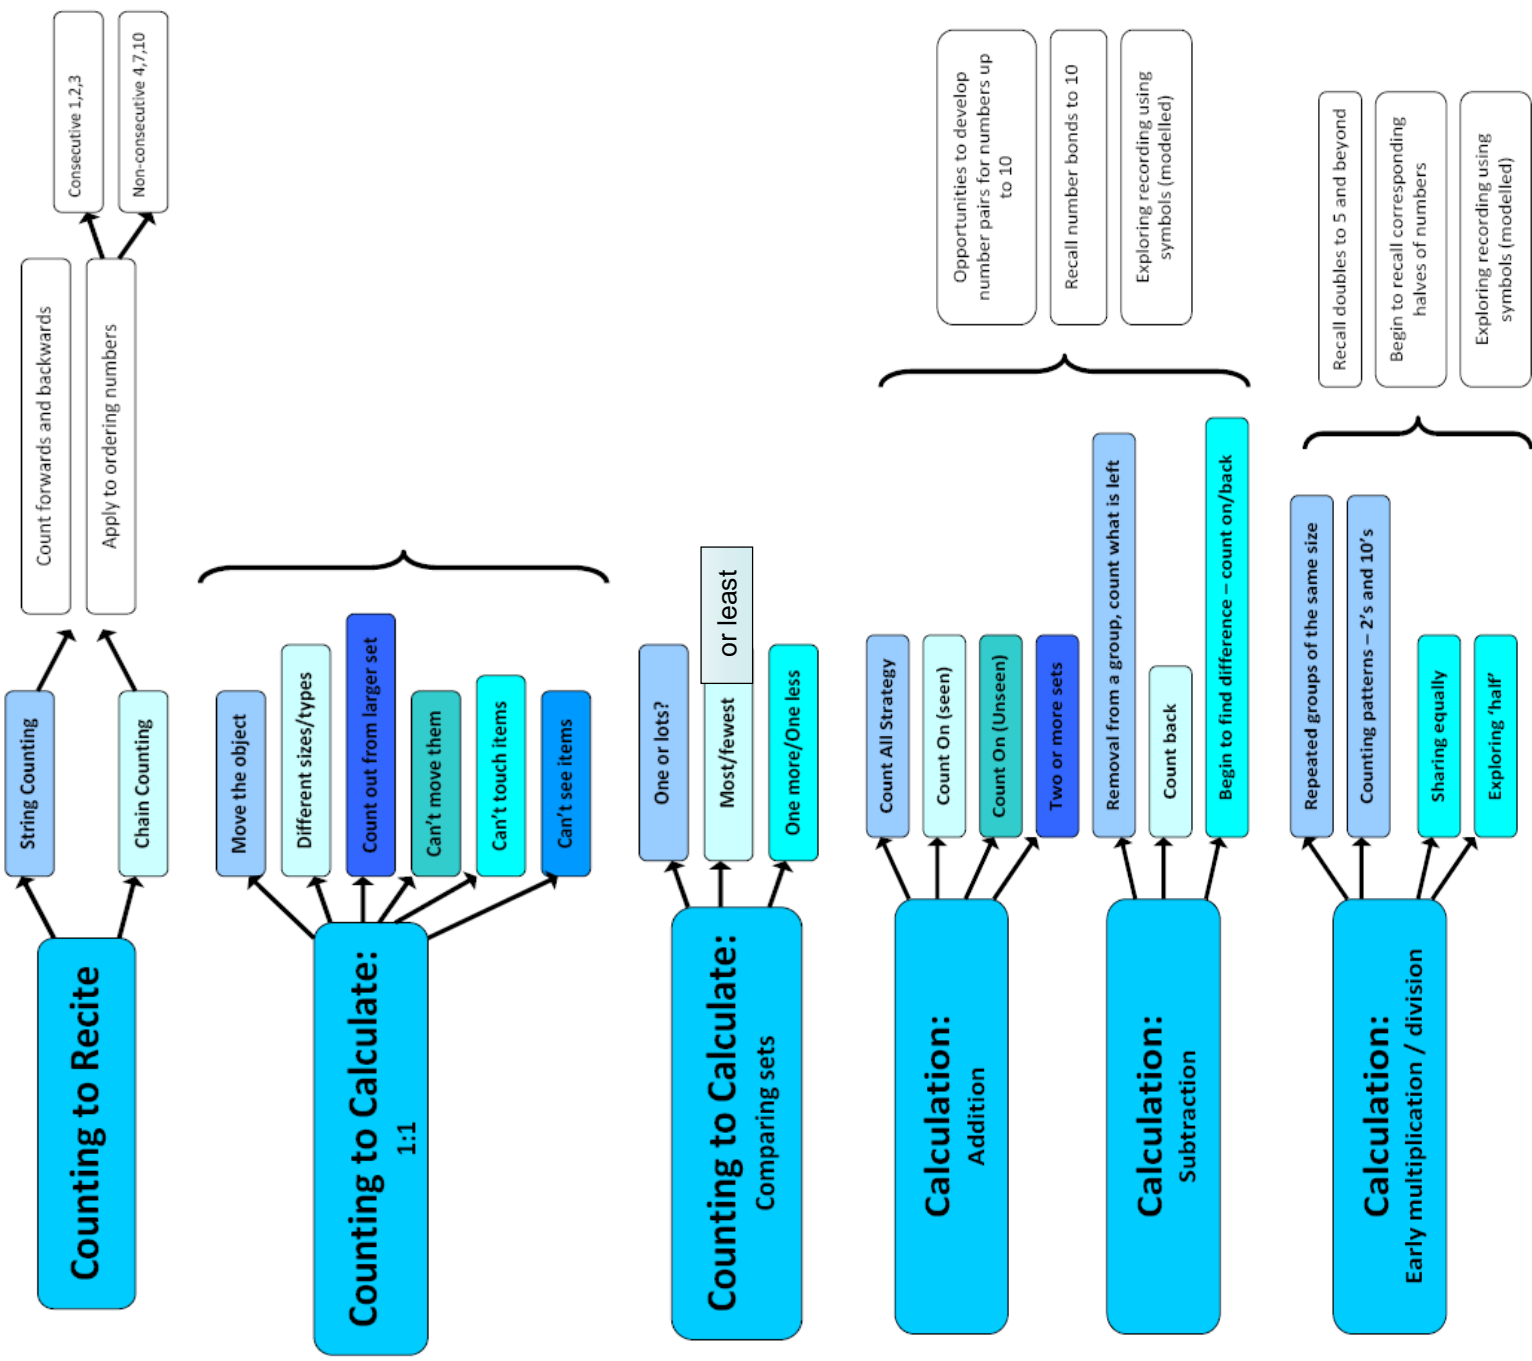 Counting to Recite
String Counting
Chain Counting
Count forwards and backwards
Apply to ordering numbers
Consecutive 1,2,3
Non-consecutive 4,7,10
Counting to Calculate:
1:1
Move the object
Different sizes/types
Count out from larger set
Can't move them
Can't touch items
Can't see items
Counting to Calculate:
Comparing sets
One or lots?
Most/fewest
or least
One more/One less
Calculation:
Addition
Count All Strategy
Count On (seen)
Count On (Unseen)
Two or more sets
Calculation:
Subtraction
Removal from a group, count what is left
Count back
Begin to find difference – count on/back
Opportunities to develop
number pairs for numbers up
to 10
Recall number bonds to 10
Exploring recording using
symbols (modelled)
Calculation:
Early multiplication / division
Repeated groups of the same size
Counting patterns – 2's and 10's
Sharing equally
Exploring 'half'
Recall doubles to 5 and beyond
Begin to recall corresponding
halves of numbers
Exploring recording using
symbols (modelled)